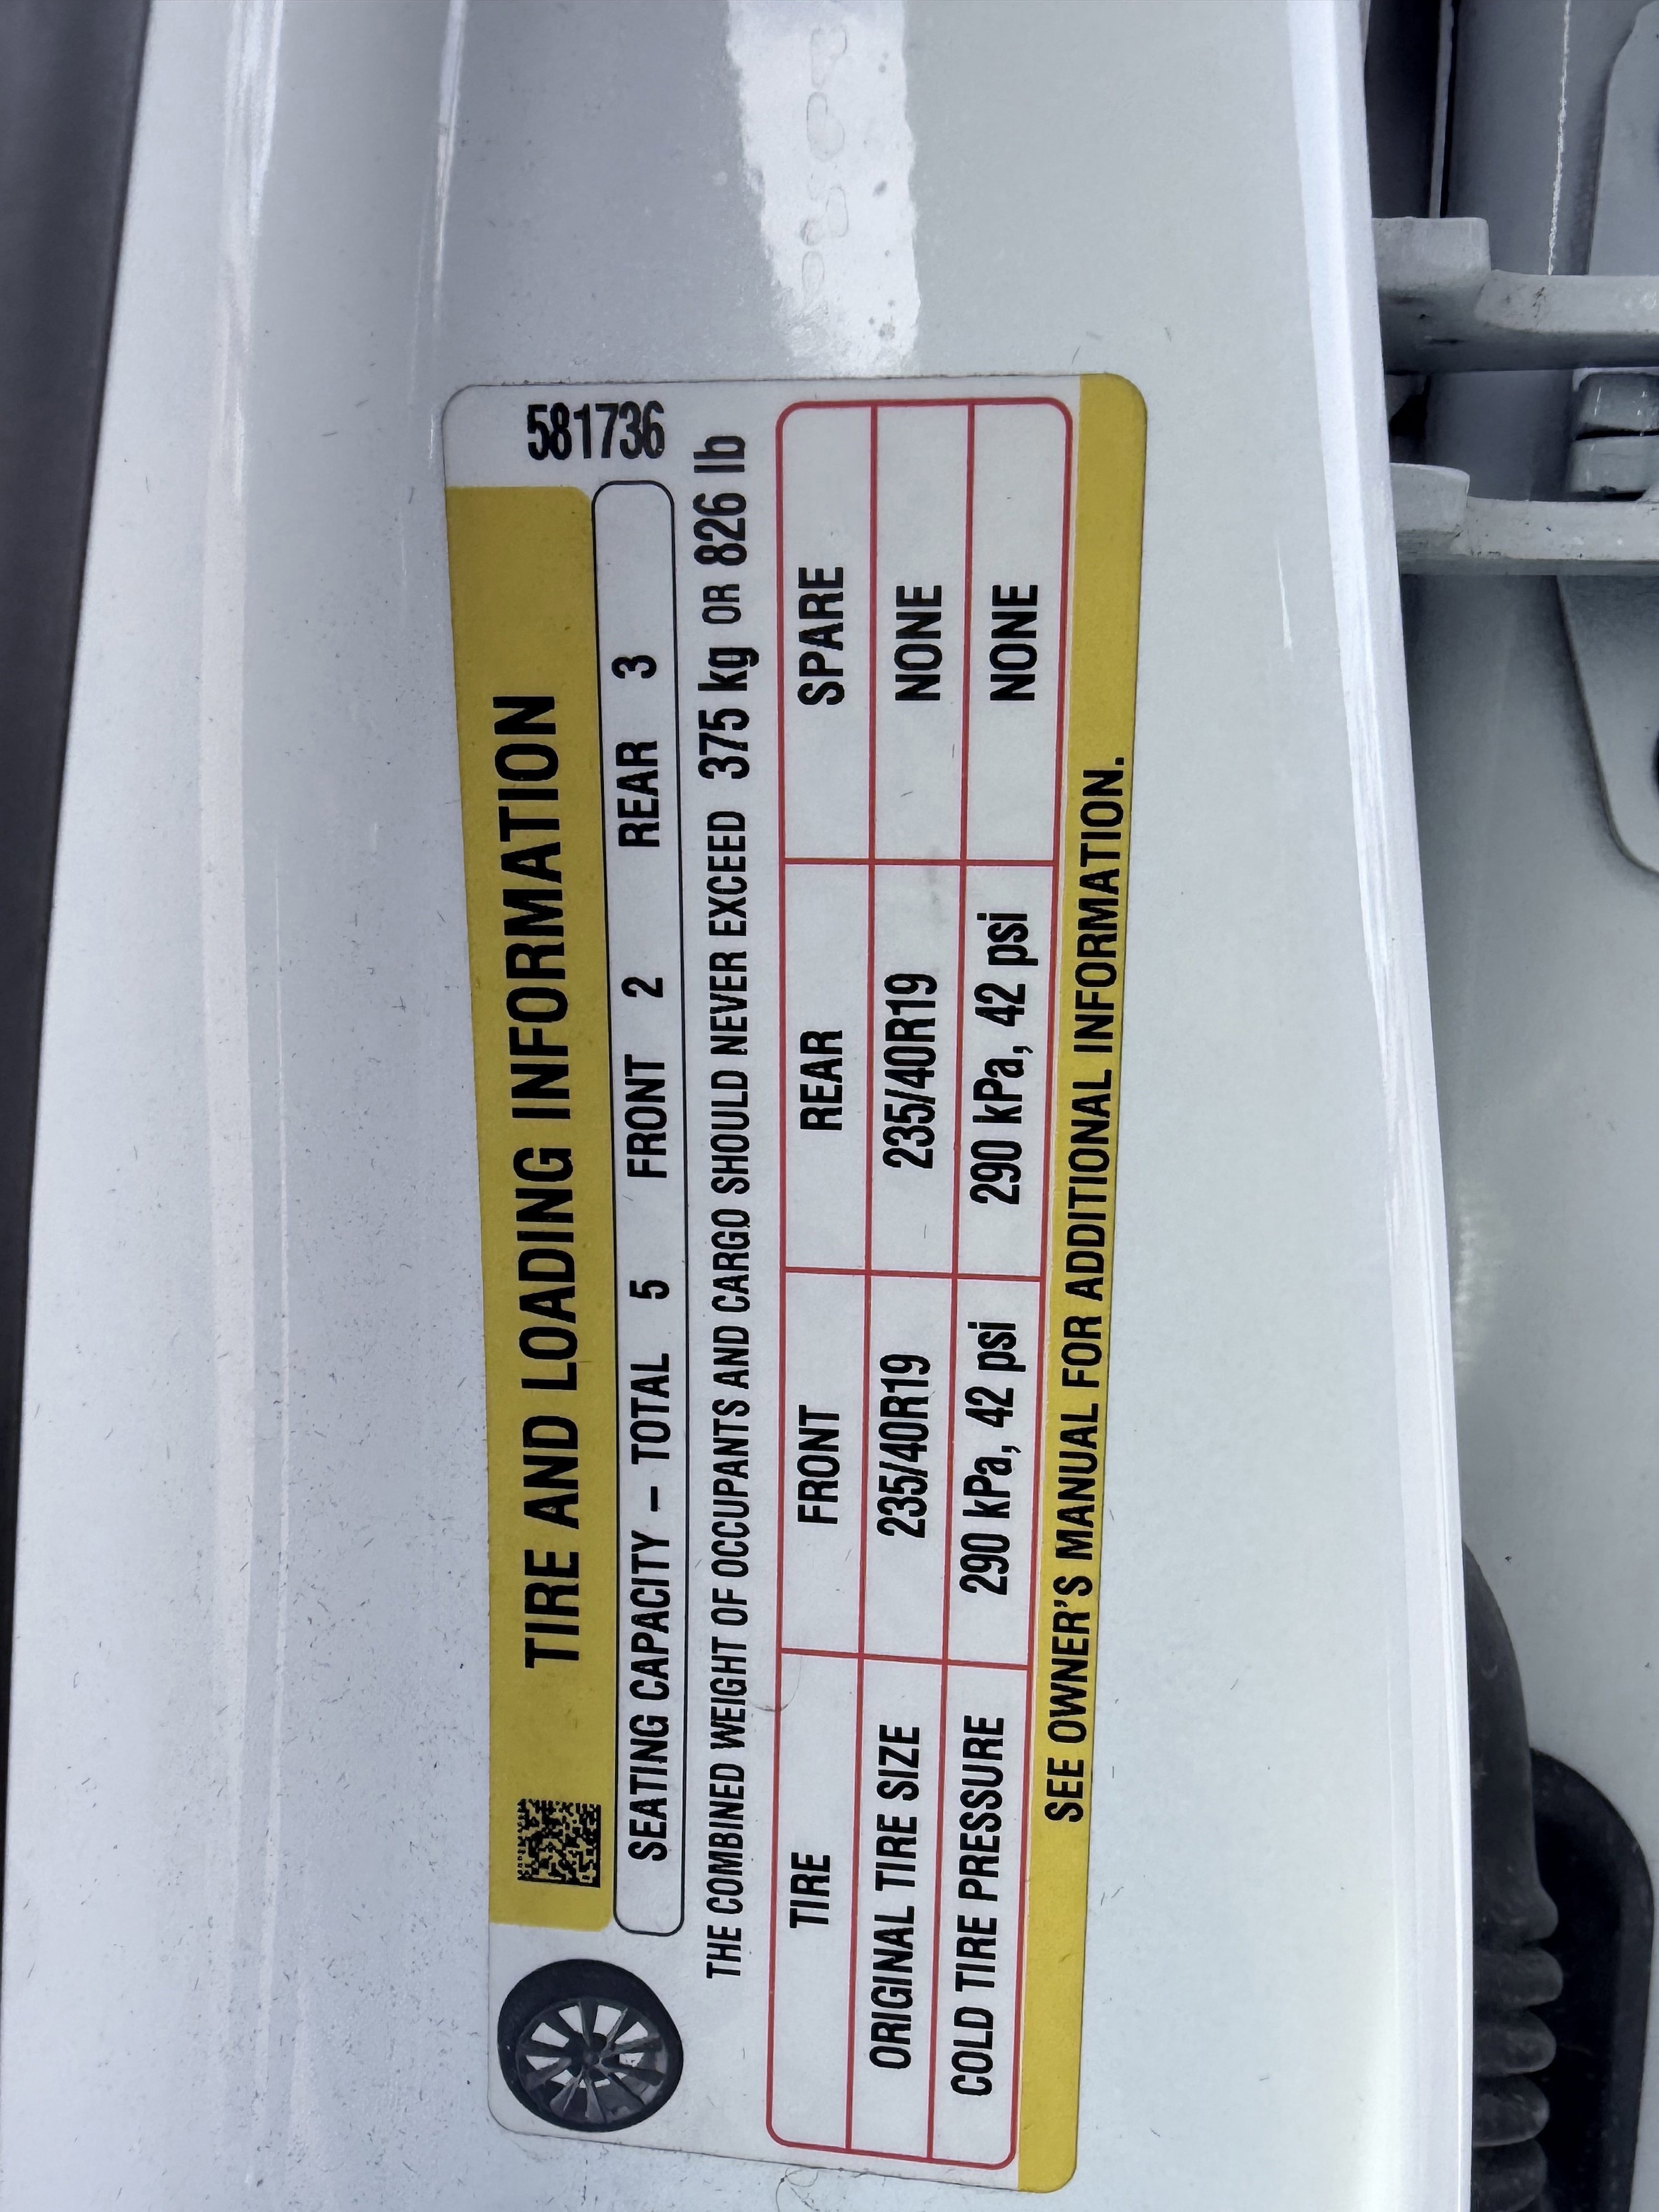 581736
TIRE AND LOADING INFORMATION
SEATING CAPACITY – TOTAL 5 FRONT 2 REAR 3
THE COMBINED WEIGHT OF OCCUPANTS AND CARGO SHOULD NEVER EXCEED 375 kg OR 826 lb
TIRE FRONT REAR SPARE
ORIGINAL TIRE SIZE 235/40R19 235/40R19 NONE
COLD TIRE PRESSURE 290 kPa, 42 psi 290 kPa, 42 psi NONE
SEE OWNER'S MANUAL FOR ADDITIONAL INFORMATION.